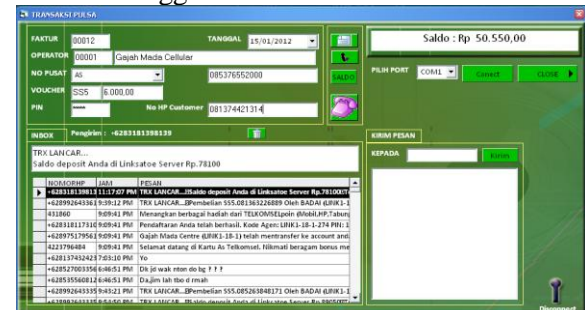 TRANSAKSI PULSA
FAKTUR 00012 TANGGAL 15/01/2012
OPERATOR 00001 Gajah Mada Cellular
NO PUSAT AS 085376552000 SALDO
VOUCHER SS5 6.000,00
PIN **** No HP Customer 081374421314
Saldo : Rp 50.550,00
PILIH PORT COM1 Conect CLOSE
INBOX Pengirim : +6283181398139
TRX LANCAR...
Saldo deposit Anda di Linksatoe Server Rp.78100
KIRIM PESAN
KEPADA Kirim
NOMORHP JAM PESAN
11:17:07 PM TRX LANCAR... Saldo deposit Anda di Linksatoe Server Rp.78100
9:39:12 PM TRX LANCAR... Pembelian SS5.081363226889 Oleh BADAI
431860 9:09:41 PM Menangkan berbagai hadiah dari TELKOMSELpoin (Mobil,HP,Tabun
9:09:41 PM Pendaftaran Anda telah berhasil. Kode Agen: LINK1-18-1-274 PIN: 1
9:09:41 PM Gajah Mada Centre (LINK1-18-1) telah mentransfer ke account and
4223796484 9:09:41 PM Selamat datang di Kartu As Telkomsel. Nikmati beragam bonus me
+628137432423 7:03:10 PM Yo
+628527003356 6:46:51 PM Dk jd wak nton do bg ? ? ?
+628535560812 6:46:51 PM Da,jim lah tbo d rmah
9:43:21 PM TRX LANCAR... Pembelian SS5.085263848171 Oleh BADAI
Disconnect